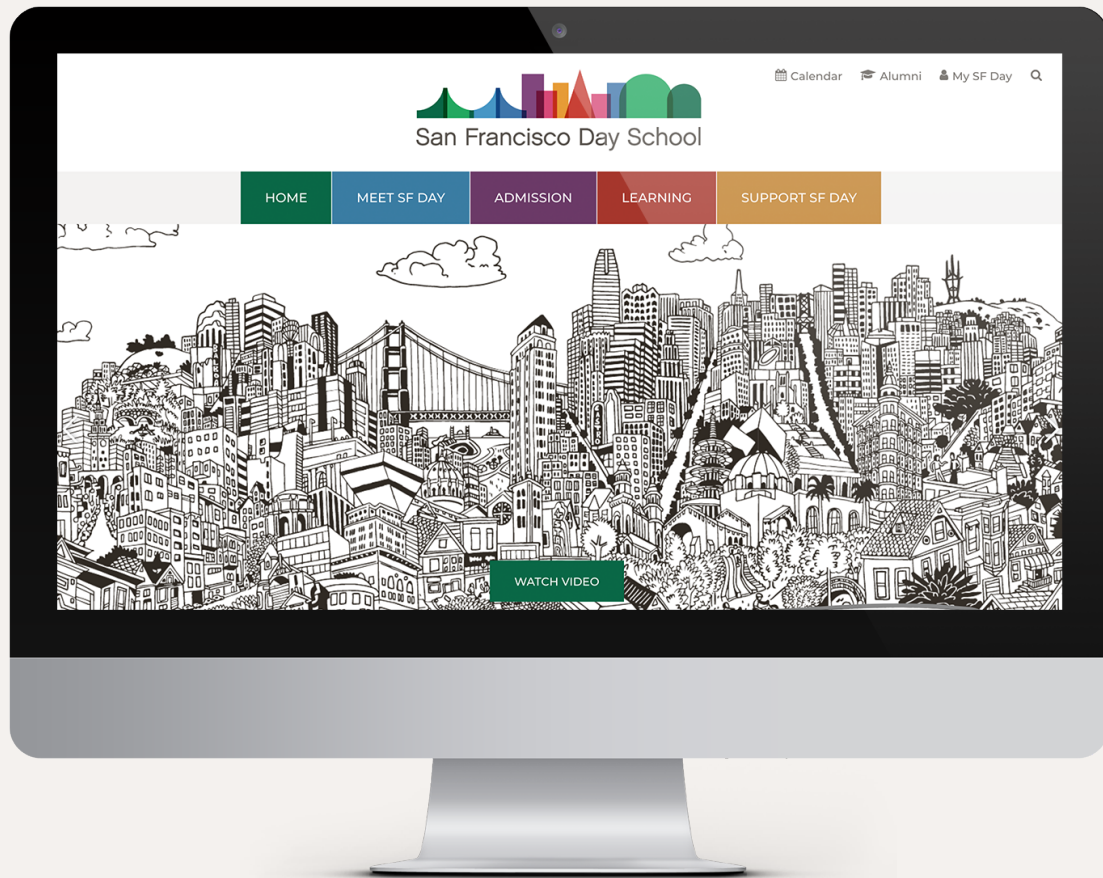 Calendar Alumni My SF Day
San Francisco Day School
HOME MEET SF DAY ADMISSION LEARNING SUPPORT SF DAY
WATCH VIDEO